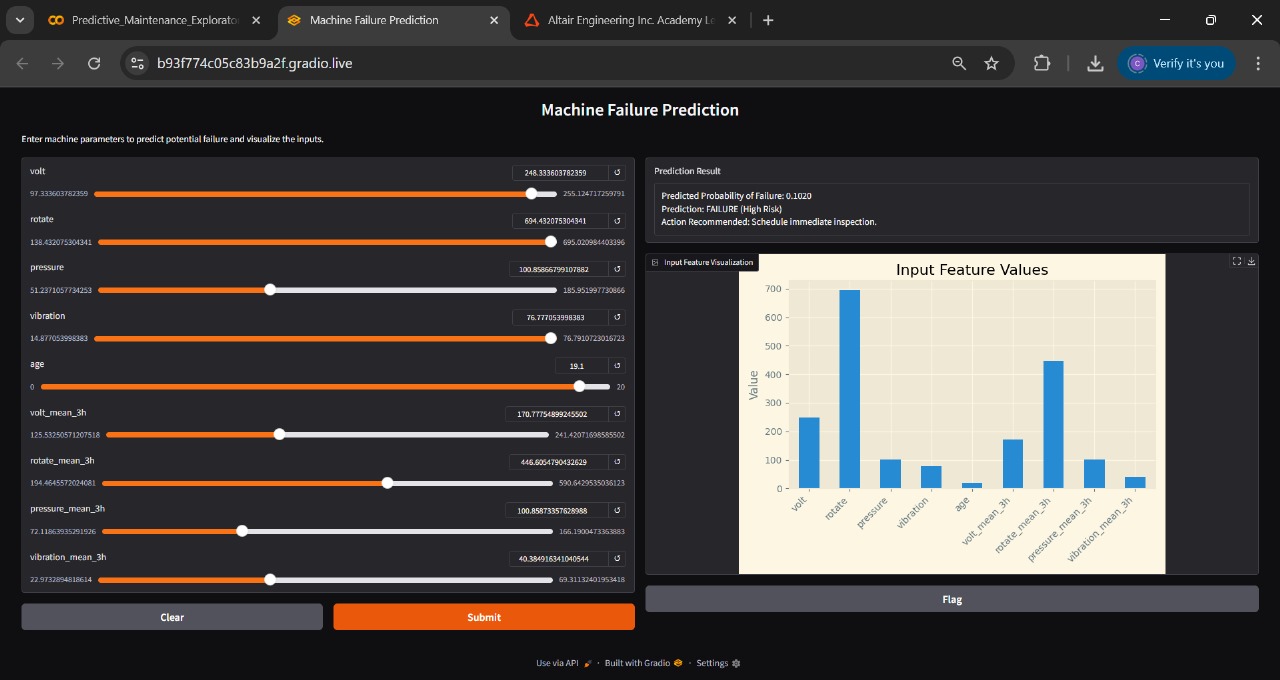 Predictive_Maintenance_Explorato
Machine Failure Prediction
Altair Engineering Inc. Academy Le
b93f774c05c83b9a2f.gradio.live
C
Verify it's you
Machine Failure Prediction
Enter machine parameters to predict potential failure and visualize the inputs.
volt
248.333603782359
97.333603782359
255.124717259791
rotate
694.432075304341
138.432075304341
695.020984403396
pressure
100.85866799107882
51.2371057734253
185.951997730866
vibration
76.777053998383
14.877053998383
76.7910723016723
age
19.1
0
20
volt_mean_3h
170.77754899245502
125.53250571207518
241.42071698585502
rotate_mean_3h
446.6054790432629
194.4645572024081
590.6429535036123
pressure_mean_3h
100.85873357628988
72.11863935291926
166.1900473363883
vibration_mean_3h
40.384916341040544
22.9732894818614
69.31132401953418
Clear
Submit
Prediction Result
Predicted Probability of Failure: 0.1020
Prediction: FAILURE (High Risk)
Action Recommended: Schedule immediate inspection.
Input Feature Visualization
Input Feature Values
Value
700
600
500
400
300
200
100
0
volt
rotate
pressure
vibration
age
volt_mean_3h
rotate_mean_3h
pressure_mean_3h
vibration_mean_3h
Flag
Use via API · Built with Gradio · Settings